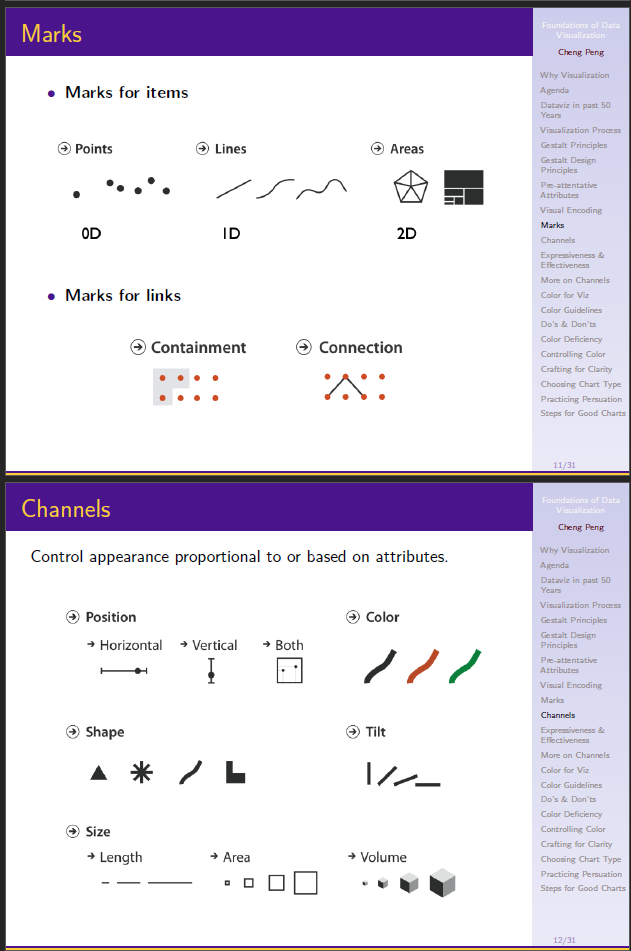 Marks
• Marks for items
Points
Lines
Areas
0D
1D
2D
• Marks for links
Containment
Connection
Foundations of Data
Visualization
Cheng Peng
Why Visualization
Agenda
Dataviz in past 50
Years
Visualization Process
Gestalt Principles
Gestalt Design
Principles
Pre-attentative
Attributes
Visual Encoding
Marks
Channels
Expressiveness &
Effectiveness
More on Channels
Color for Viz
Color Guidelines
Do's & Don'ts
Color Deficiency
Controlling Color
Crafting for Clarity
Choosing Chart Type
Practicing Persuation
Steps for Good Charts
11/31
Channels
Control appearance proportional to or based on attributes.
Position
Horizontal
Vertical
Both
Color
Shape
Tilt
Size
Length
Area
Volume
Foundations of Data
Visualization
Cheng Peng
Why Visualization
Agenda
Dataviz in past 50
Years
Visualization Process
Gestalt Principles
Gestalt Design
Principles
Pre-attentative
Attributes
Visual Encoding
Marks
Channels
Expressiveness &
Effectiveness
More on Channels
Color for Viz
Color Guidelines
Do's & Don'ts
Color Deficiency
Controlling Color
Crafting for Clarity
Choosing Chart Type
Practicing Persuation
Steps for Good Charts
12/31